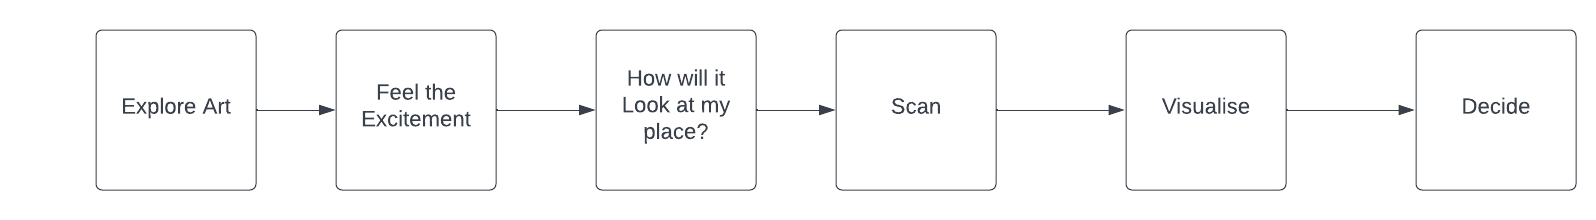 Explore Art
Feel the
Excitement
How will it
Look at my
place?
Scan
Visualise
Decide